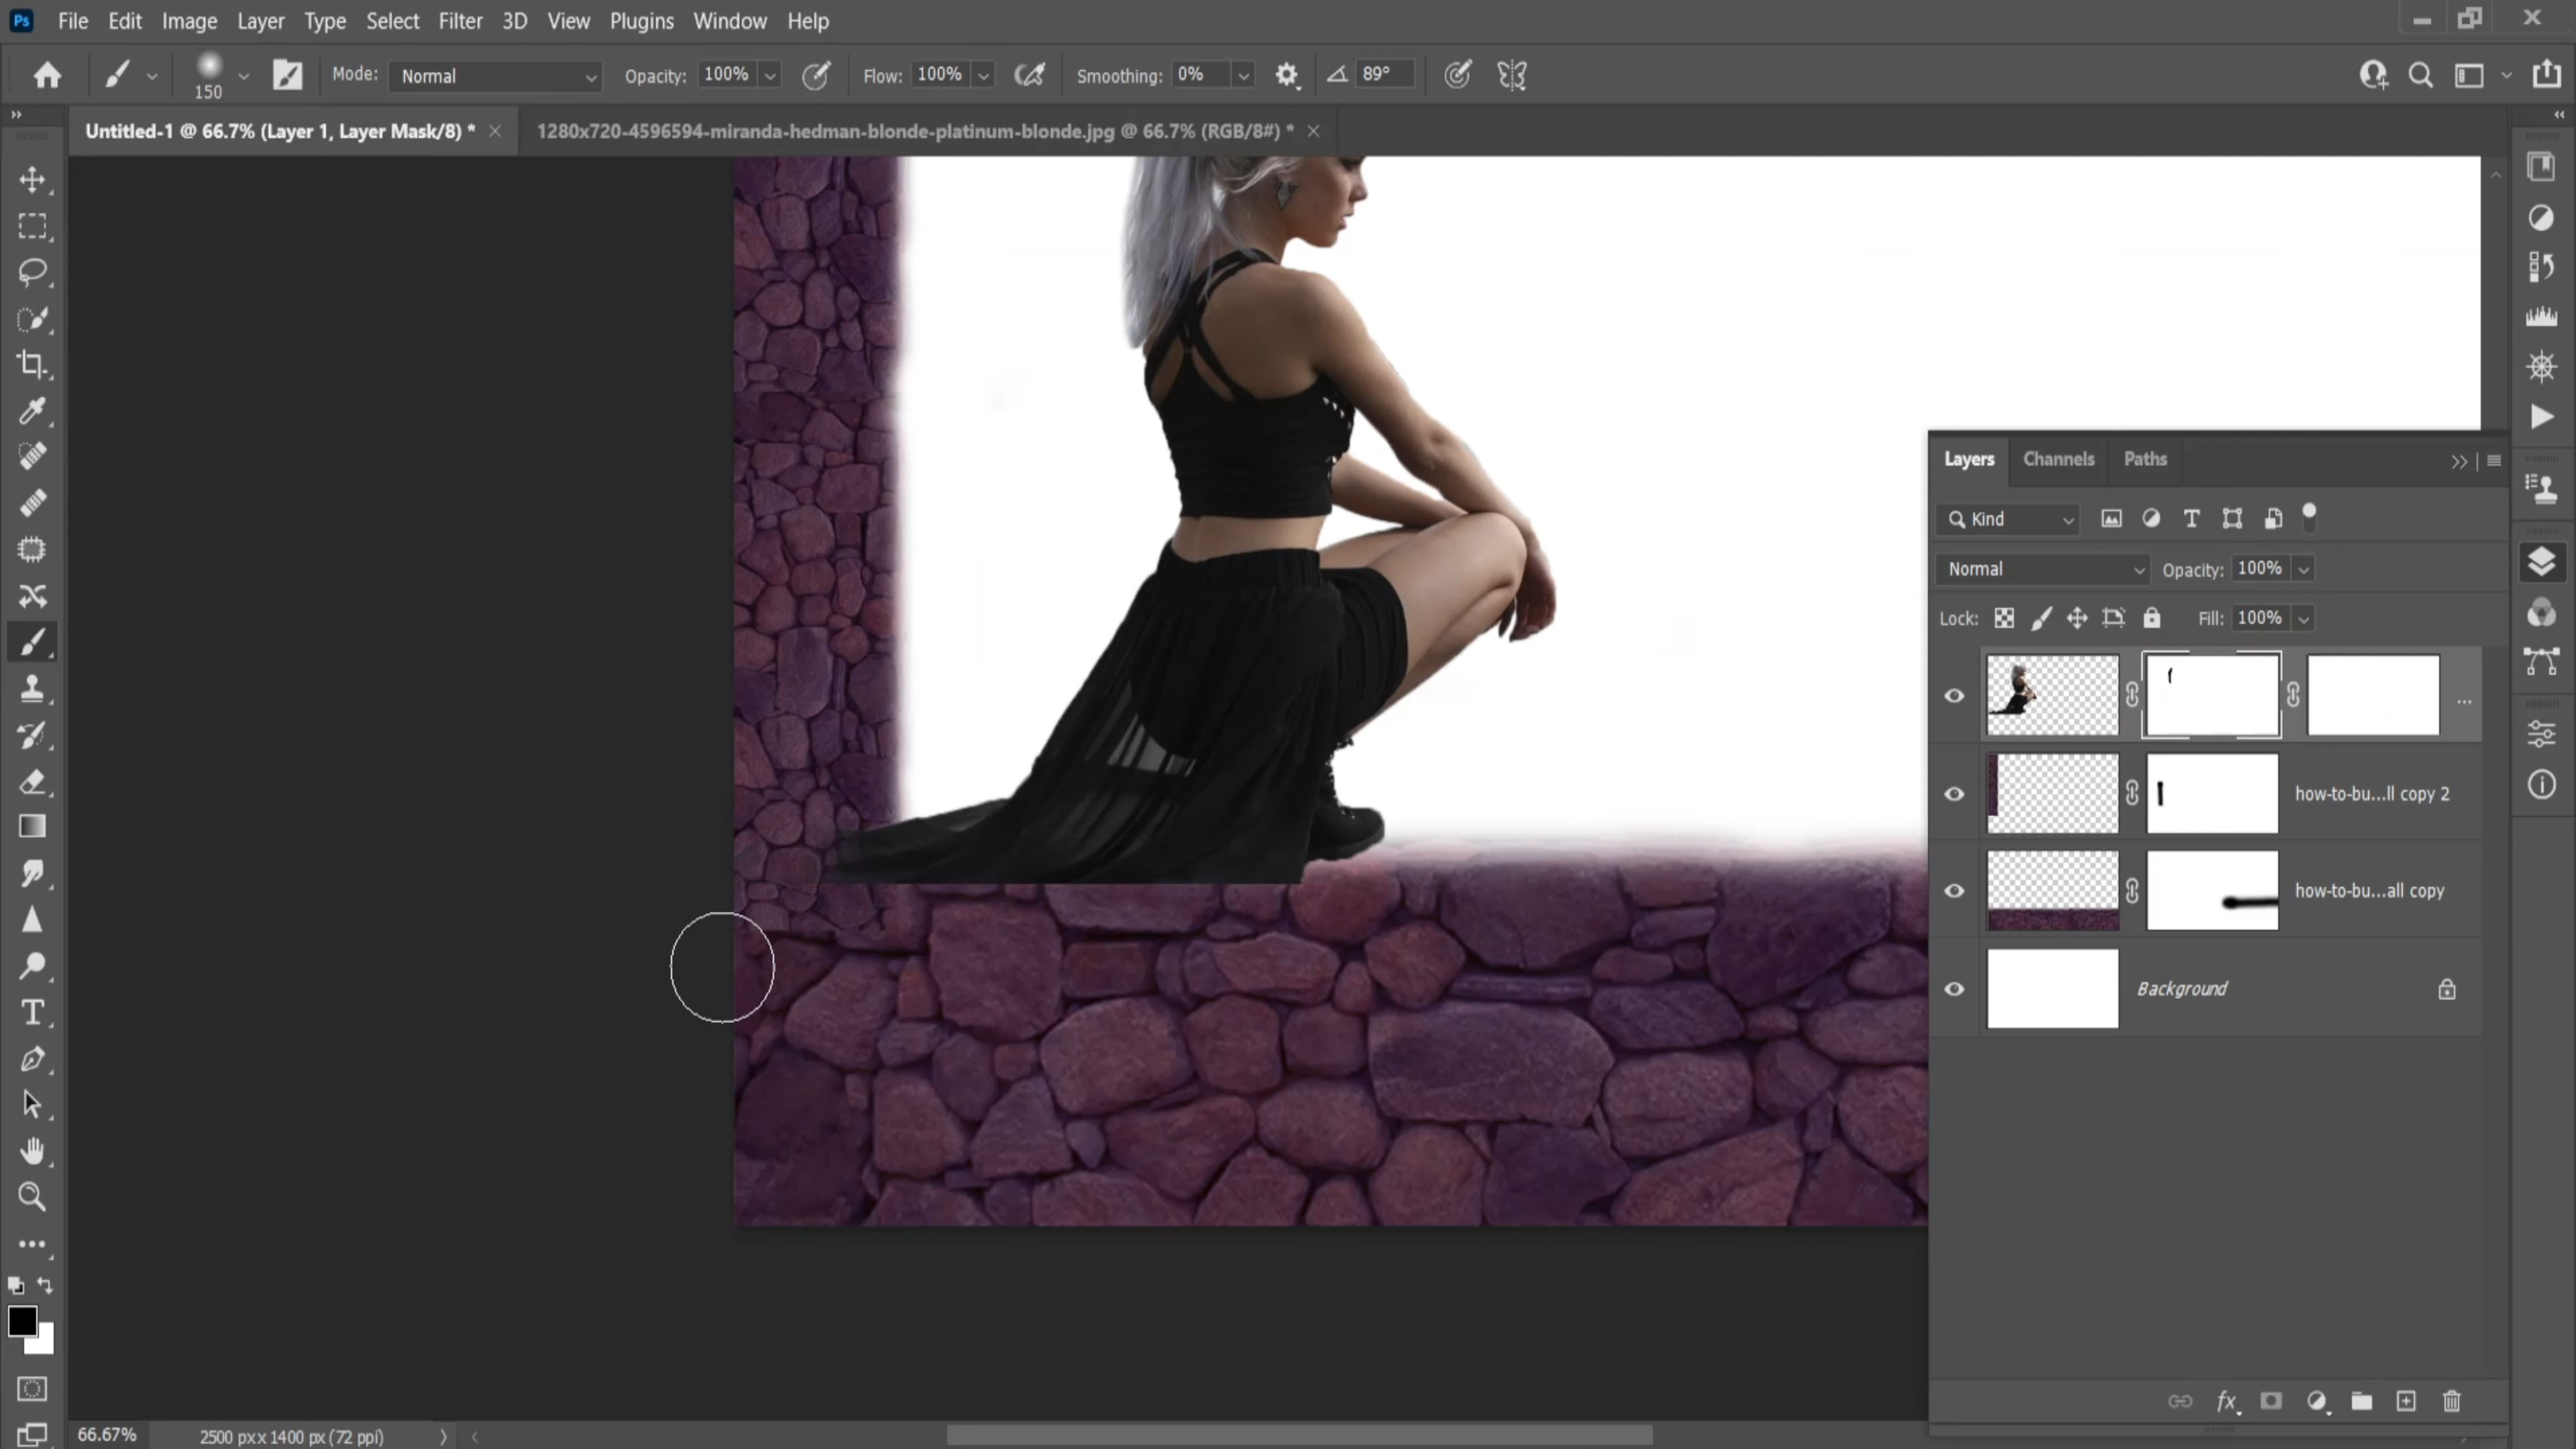 Ps File Edit Image Layer Type Select Filter 3D View Plugins Window Help
150 Mode: Normal Opacity: 100% Flow: 100% Smoothing: 0% 89°
Untitled-1 @ 66.7% (Layer 1, Layer Mask/8) * 1280x720-4596594-miranda-hedman-blonde-platinum-blonde.jpg @ 66.7% (RGB/8#) *
Layers Channels Paths
Kind
Normal Opacity: 100%
Lock: Fill: 100%
how-to-bu...ll copy 2
how-to-bu...all copy
Background
66.67% 2500 px x 1400 px (72 ppi)